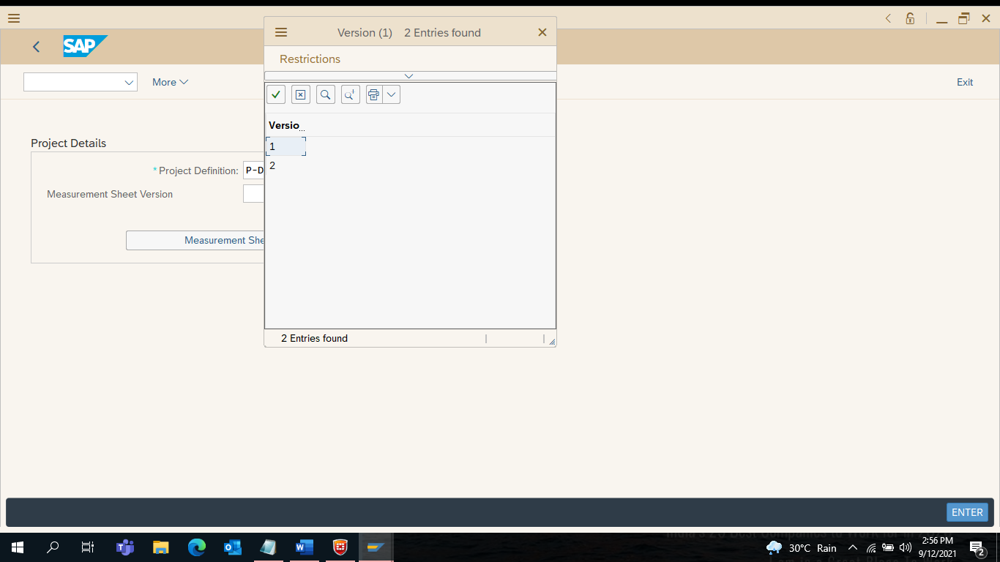 Version (1) 2 Entries found
SAP
Restrictions
More
Exit
Versio...
1
2
Project Details
* Project Definition: P-D
Measurement Sheet Version
Measurement She
2 Entries found
ENTER
30°C Rain
2:56 PM
9/12/2021
2